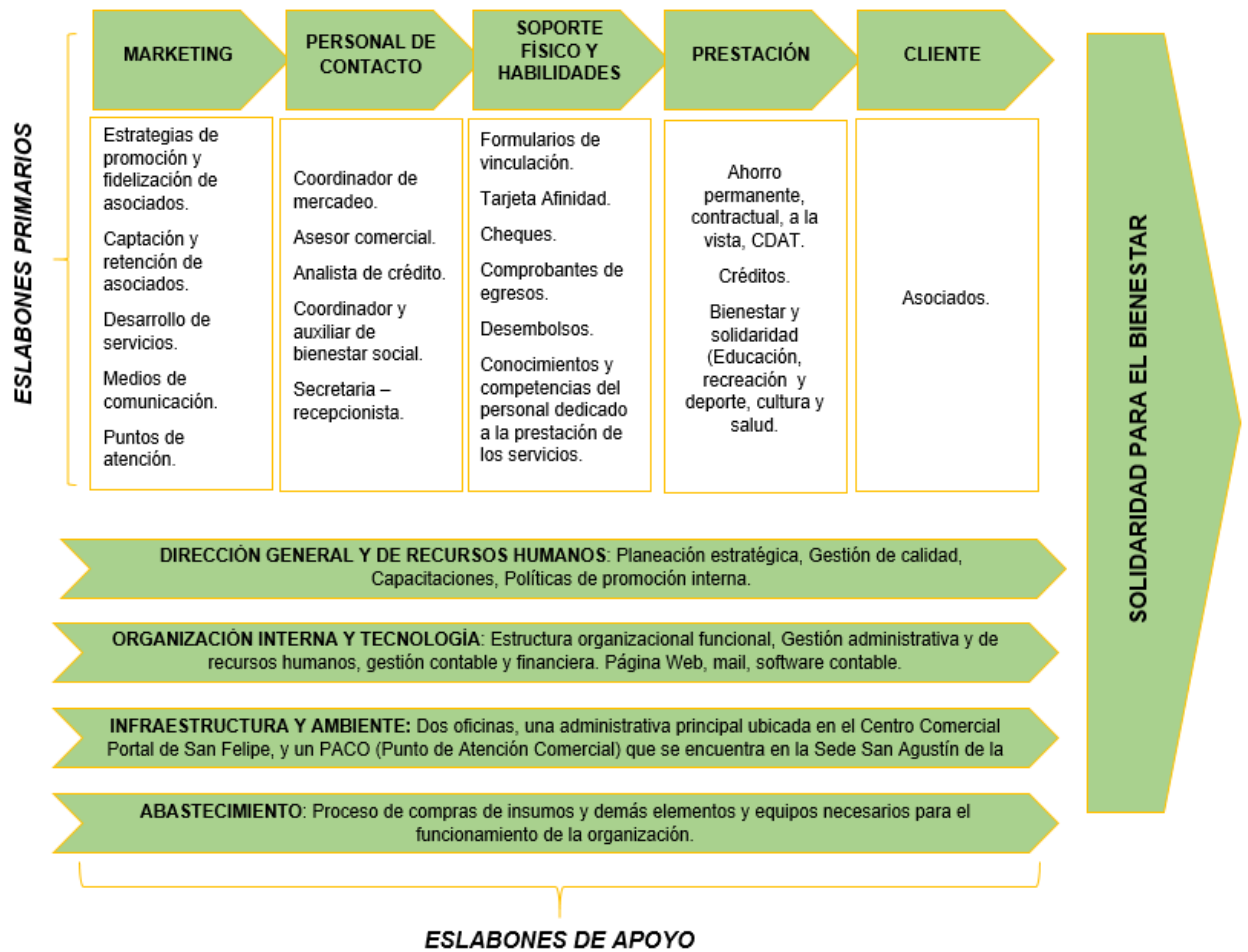 MARKETING
PERSONAL DE
CONTACTO
SOPORTE
FÍSICO Y
HABILIDADES
PRESTACIÓN
CLIENTE
ESLABONES PRIMARIOS
Estrategias de
promoción y
fidelización de
asociados.
Captación y
retención de
asociados.
Desarrollo de
servicios.
Medios de
comunicación.
Puntos de
atención.
Coordinador de
mercadeo.
Asesor comercial.
Analista de crédito.
Coordinador y
auxiliar de
bienestar social.
Secretaria –
recepcionista.
Formularios de
vinculación.
Tarjeta Afinidad.
Cheques.
Comprobantes de
egresos.
Desembolsos.
Conocimientos y
competencias del
personal dedicado
a la prestación de
los servicios.
Ahorro
permanente,
contractual, a la
vista, CDAT.
Créditos.
Bienestar y
solidaridad
(Educación,
recreación y
deporte, cultura y
salud.
Asociados.
SOLIDARIDAD PARA EL BIENESTAR
DIRECCIÓN GENERAL Y DE RECURSOS HUMANOS: Planeación estratégica, Gestión de calidad,
Capacitaciones, Políticas de promoción interna.
ORGANIZACIÓN INTERNA Y TECNOLOGÍA: Estructura organizacional funcional, Gestión administrativa y de
recursos humanos, gestión contable y financiera. Página Web, mail, software contable.
INFRAESTRUCTURA Y AMBIENTE: Dos oficinas, una administrativa principal ubicada en el Centro Comercial
Portal de San Felipe, y un PACO (Punto de Atención Comercial) que se encuentra en la Sede San Agustín de la
ABASTECIMIENTO: Proceso de compras de insumos y demás elementos y equipos necesarios para el
funcionamiento de la organización.
ESLABONES DE APOYO